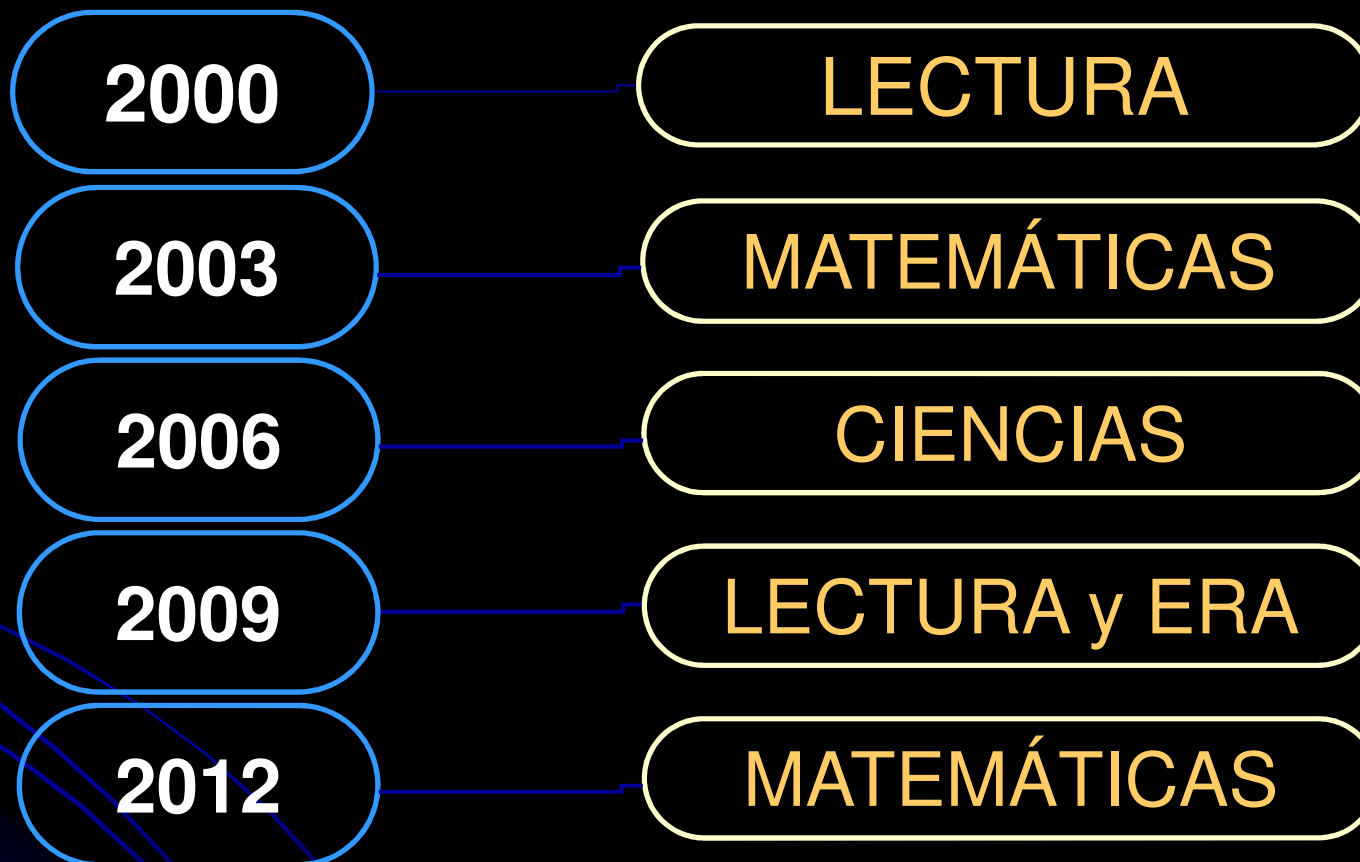 2000 LECTURA
2003 MATEMÁTICAS
2006 CIENCIAS
2009 LECTURA y ERA
2012 MATEMÁTICAS